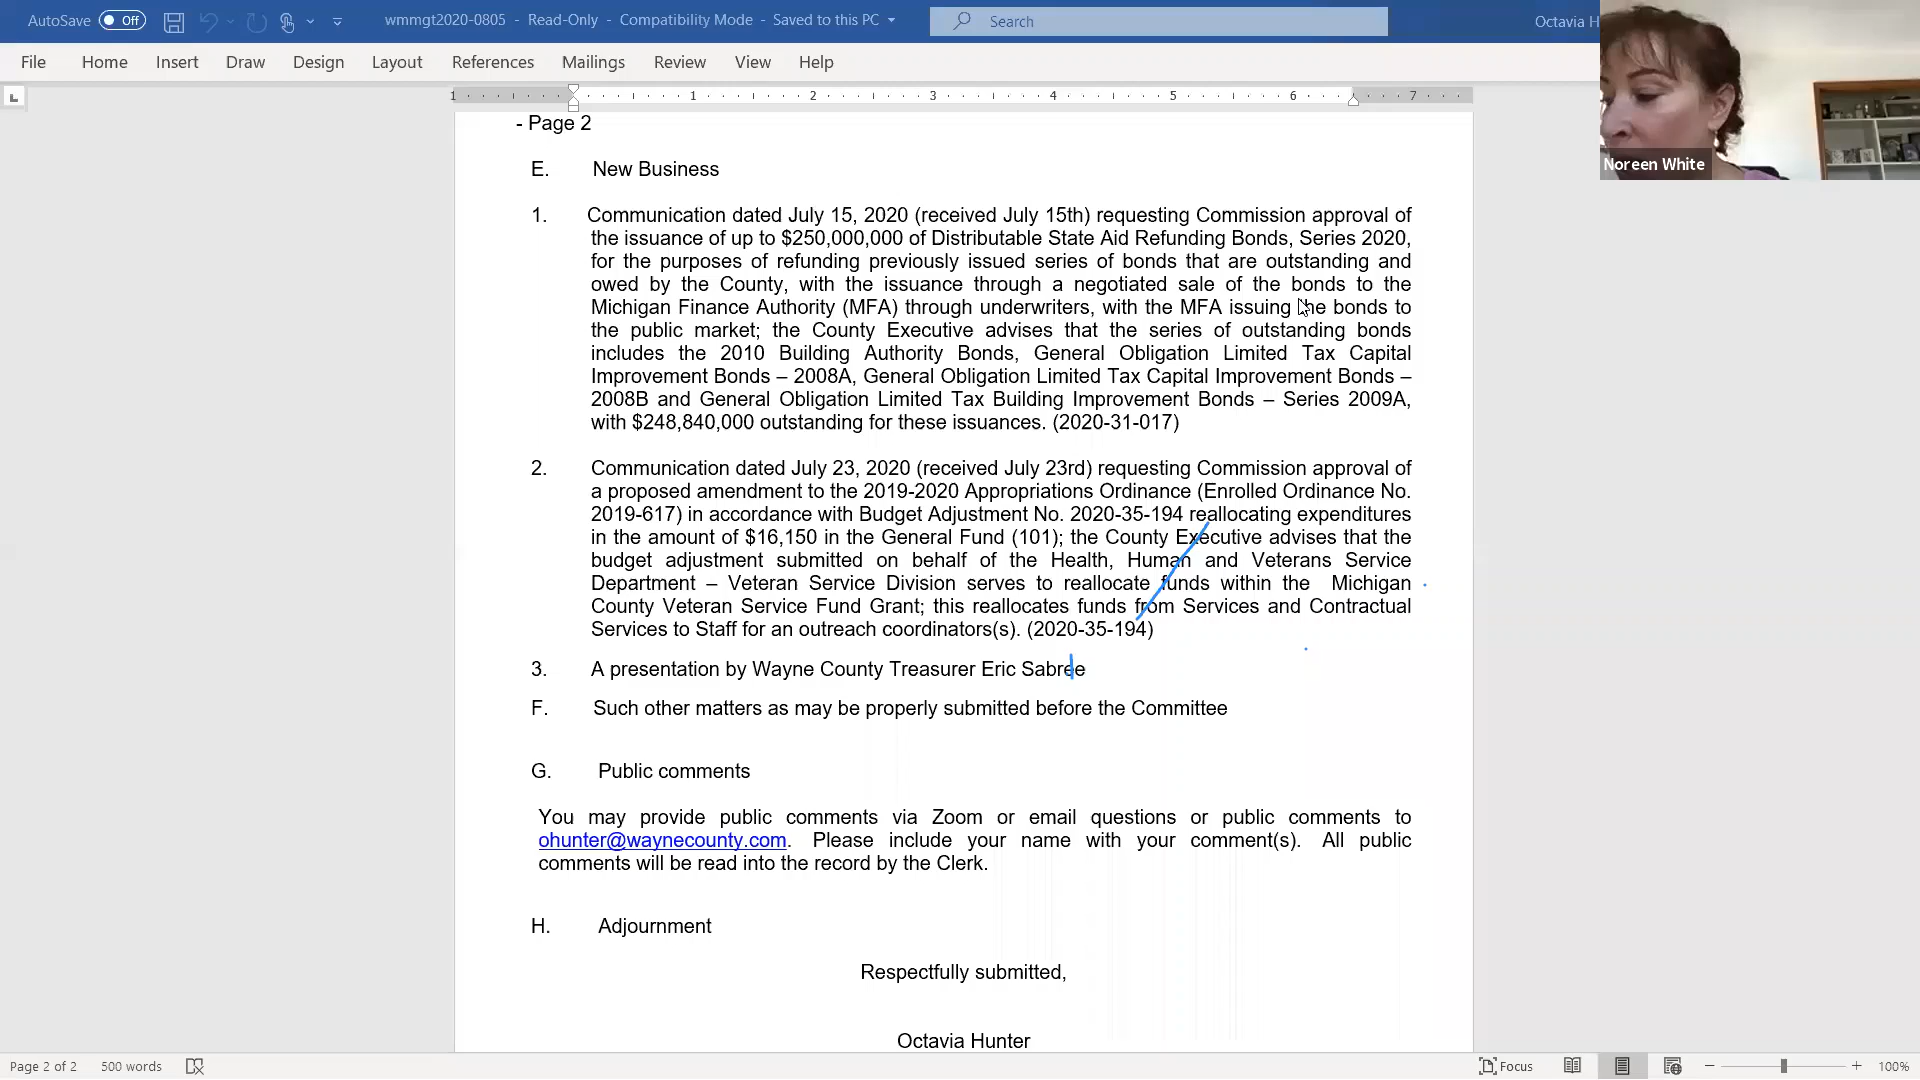 AutoSave Off wmmgt2020-0805 - Read-Only - Compatibility Mode - Saved to this PC Search Octavia H
File Home Insert Draw Design Layout References Mailings Review View Help
1 1 2 3 4 5 6 7
Noreen White
- Page 2
E. New Business
1. Communication dated July 15, 2020 (received July 15th) requesting Commission approval of
the issuance of up to $250,000,000 of Distributable State Aid Refunding Bonds, Series 2020,
for the purposes of refunding previously issued series of bonds that are outstanding and
owed by the County, with the issuance through a negotiated sale of the bonds to the
Michigan Finance Authority (MFA) through underwriters, with the MFA issuing the bonds to
the public market; the County Executive advises that the series of outstanding bonds
includes the 2010 Building Authority Bonds, General Obligation Limited Tax Capital
Improvement Bonds – 2008A, General Obligation Limited Tax Capital Improvement Bonds –
2008B and General Obligation Limited Tax Building Improvement Bonds – Series 2009A,
with $248,840,000 outstanding for these issuances. (2020-31-017)
2. Communication dated July 23, 2020 (received July 23rd) requesting Commission approval of
a proposed amendment to the 2019-2020 Appropriations Ordinance (Enrolled Ordinance No.
2019-617) in accordance with Budget Adjustment No. 2020-35-194 reallocating expenditures
in the amount of $16,150 in the General Fund (101); the County Executive advises that the
budget adjustment submitted on behalf of the Health, Human and Veterans Service
Department – Veteran Service Division serves to reallocate funds within the Michigan
County Veteran Service Fund Grant; this reallocates funds from Services and Contractual
Services to Staff for an outreach coordinators(s). (2020-35-194)
3. A presentation by Wayne County Treasurer Eric Sabree
F. Such other matters as may be properly submitted before the Committee
G. Public comments
You may provide public comments via Zoom or email questions or public comments to
ohunter@waynecounty.com. Please include your name with your comment(s). All public
comments will be read into the record by the Clerk.
H. Adjournment
Respectfully submitted,
Octavia Hunter
Page 2 of 2 500 words Focus 100%